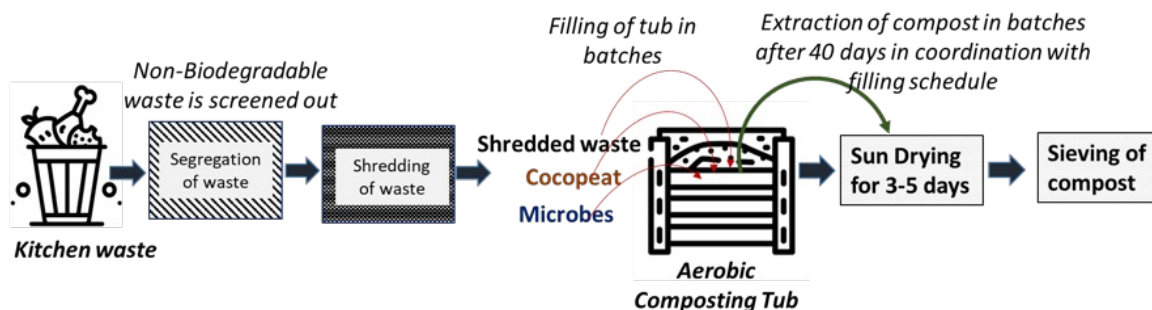 Kitchen waste
Non-Biodegradable
waste is screened out
Segregation
of waste
Shredding
of waste
Filling of tub in
batches
Shredded waste
Cocopeat
Microbes
Aerobic
Composting Tub
Extraction of compost in batches
after 40 days in coordination with
filling schedule
Sun Drying
for 3-5 days
Sieving of
compost